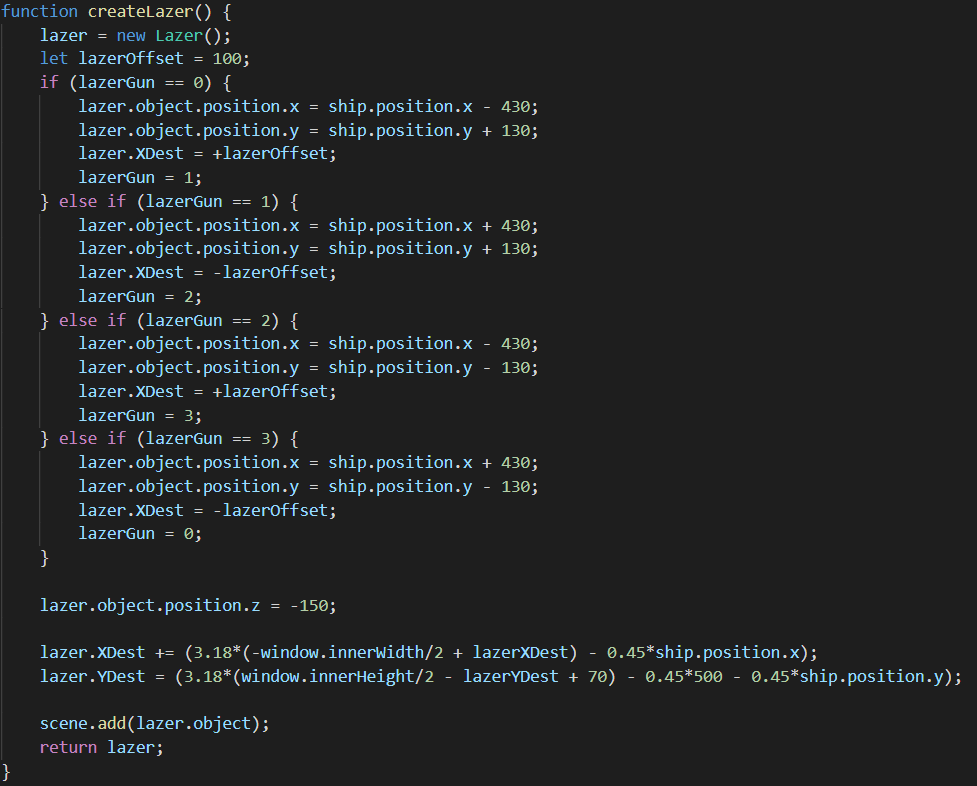 function createLazer() {
    lazer = new Lazer();
    let lazerOffset = 100;
    if (lazerGun == 0) {
        lazer.object.position.x = ship.position.x - 430;
        lazer.object.position.y = ship.position.y + 130;
        lazer.XDest = +lazerOffset;
        lazerGun = 1;
    } else if (lazerGun == 1) {
        lazer.object.position.x = ship.position.x + 430;
        lazer.object.position.y = ship.position.y + 130;
        lazer.XDest = -lazerOffset;
        lazerGun = 2;
    } else if (lazerGun == 2) {
        lazer.object.position.x = ship.position.x - 430;
        lazer.object.position.y = ship.position.y - 130;
        lazer.XDest = +lazerOffset;
        lazerGun = 3;
    } else if (lazerGun == 3) {
        lazer.object.position.x = ship.position.x + 430;
        lazer.object.position.y = ship.position.y - 130;
        lazer.XDest = -lazerOffset;
        lazerGun = 0;
    }

    lazer.object.position.z = -150;

    lazer.XDest += (3.18*(-window.innerWidth/2 + lazerXDest) - 0.45*ship.position.x);
    lazer.YDest = (3.18*(window.innerHeight/2 - lazerYDest + 70) - 0.45*500 - 0.45*ship.position.y);

    scene.add(lazer.object);
    return lazer;
}